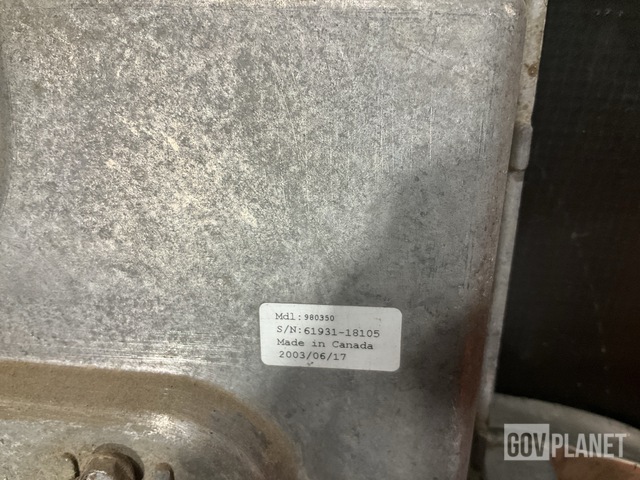 Mdl: 980350
S/N: 61931-18105
Made in Canada
2003/06/17
GOVPLANET